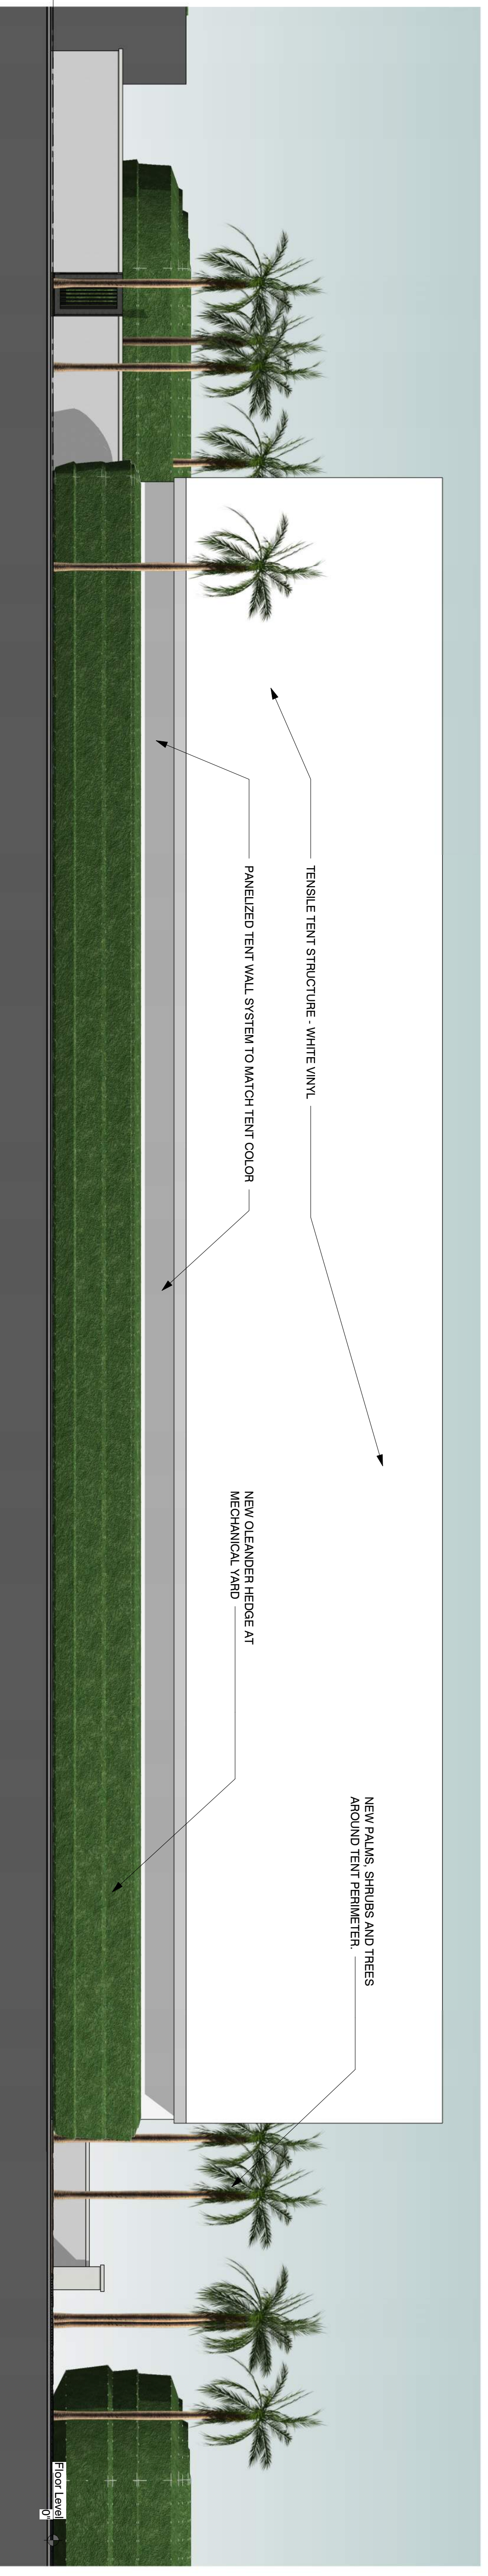 TENSILE TENT STRUCTURE - WHITE VINYL
PANELIZED TENT WALL SYSTEM TO MATCH TENT COLOR
NEW OLEANDER HEDGE AT
MECHANICAL YARD
NEW PALMS, SHRUBS AND TREES
AROUND TENT PERIMETER.
Floor Level
0"